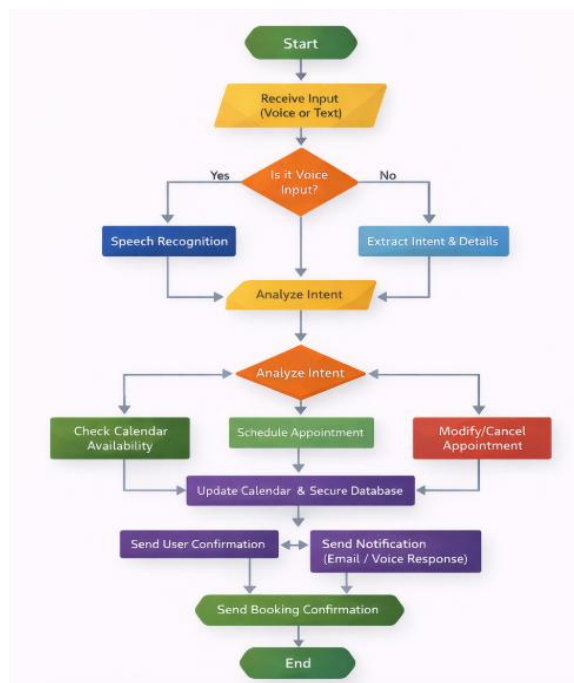 Start
Receive Input
(Voice or Text)
Yes
Is it Voice
Input?
No
Speech Recognition
Extract Intent & Details
Analyze Intent
Analyze Intent
Check Calendar
Availability
Schedule Appointment
Modify/Cancel
Appointment
Update Calendar & Secure Database
Send User Confirmation
Send Notification
(Email / Voice Response)
Send Booking Confirmation
End